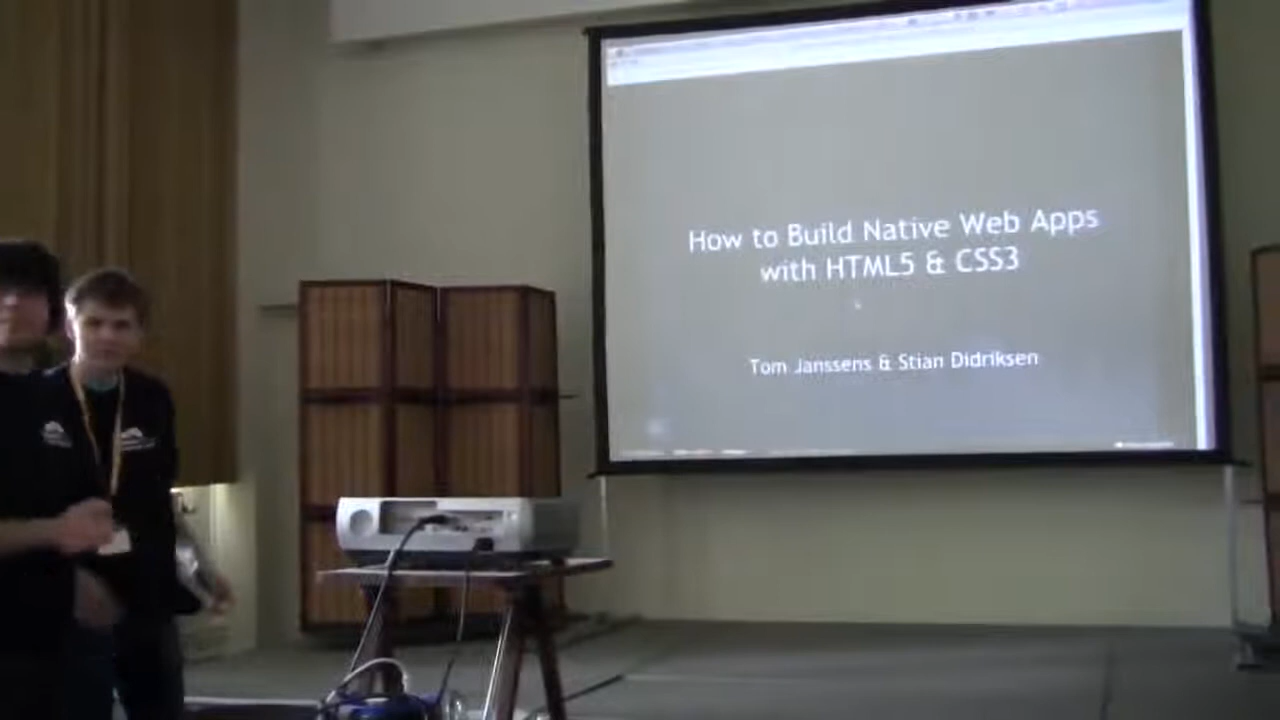 How to Build Native Web Apps
with HTML5 & CSS3
Tom Janssens & Stian Didriksen